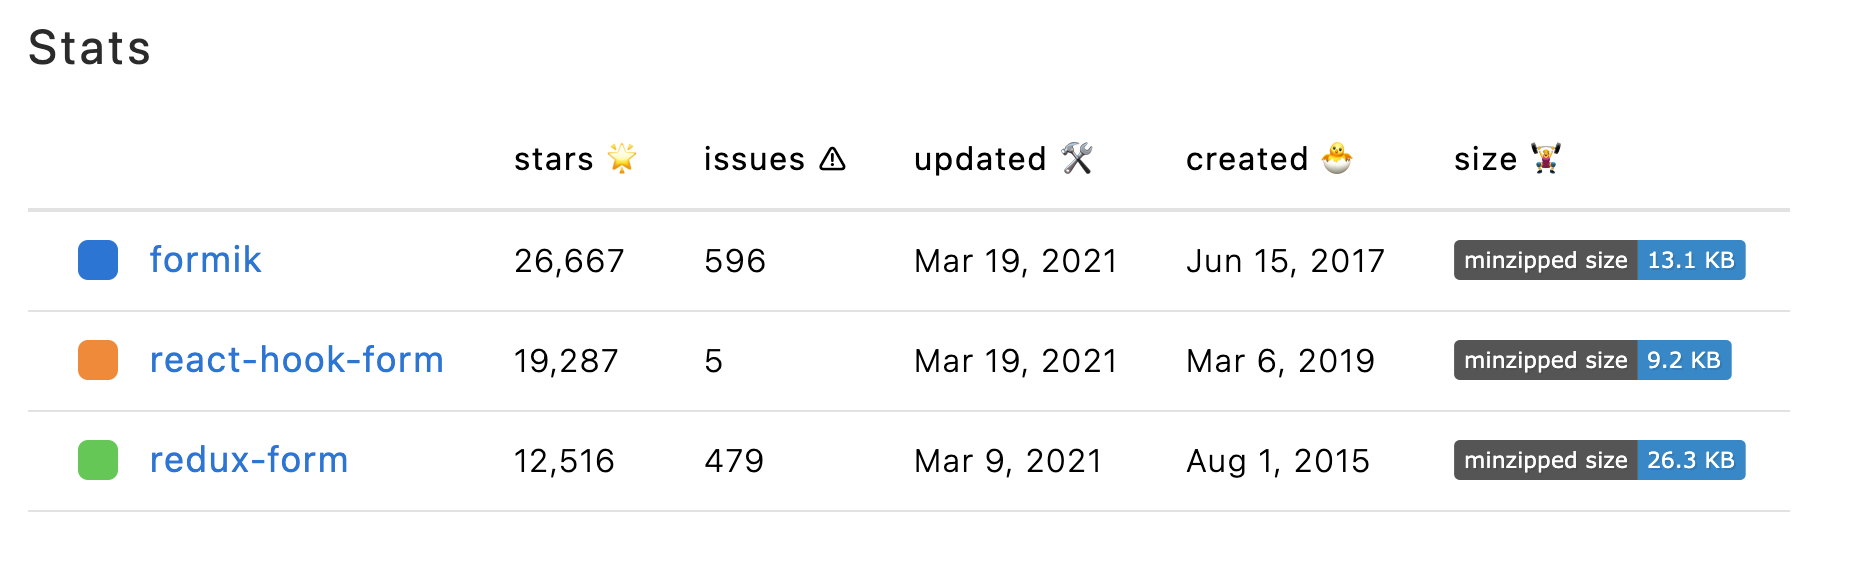 Stats
stars 🌟 issues ⚠ updated 🛠 created 🐣 size 🏋️‍♀️
formik 26,667 596 Mar 19, 2021 Jun 15, 2017 minzipped size 13.1 KB
react-hook-form 19,287 5 Mar 19, 2021 Mar 6, 2019 minzipped size 9.2 KB
redux-form 12,516 479 Mar 9, 2021 Aug 1, 2015 minzipped size 26.3 KB